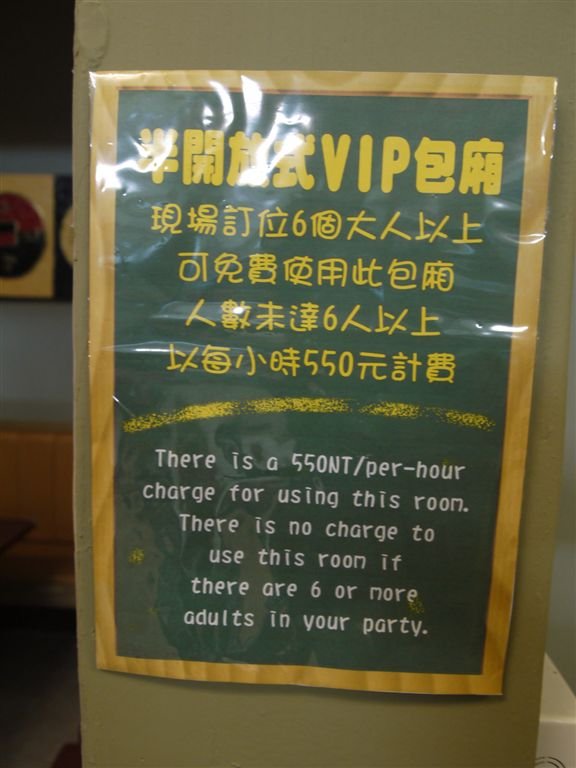 半開放式VIP包廂
現場訂位6個大人以上
可免費使用此包廂
人數未達6人以上
以每小時550元計費
There is a 550NT/per-hour
charge for using this room.
There is no charge to
use this room if
there are 6 or more
adults in your party.